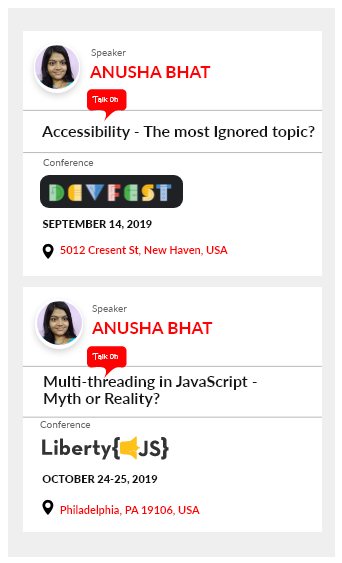 Speaker
ANUSHA BHAT
Talk On
Accessibility - The most Ignored topic?
Conference
DEVFEST
SEPTEMBER 14, 2019
5012 Cresent St, New Haven, USA
Speaker
ANUSHA BHAT
Talk On
Multi-threading in JavaScript -
Myth or Reality?
Conference
Liberty{JS}
OCTOBER 24-25, 2019
Philadelphia, PA 19106, USA